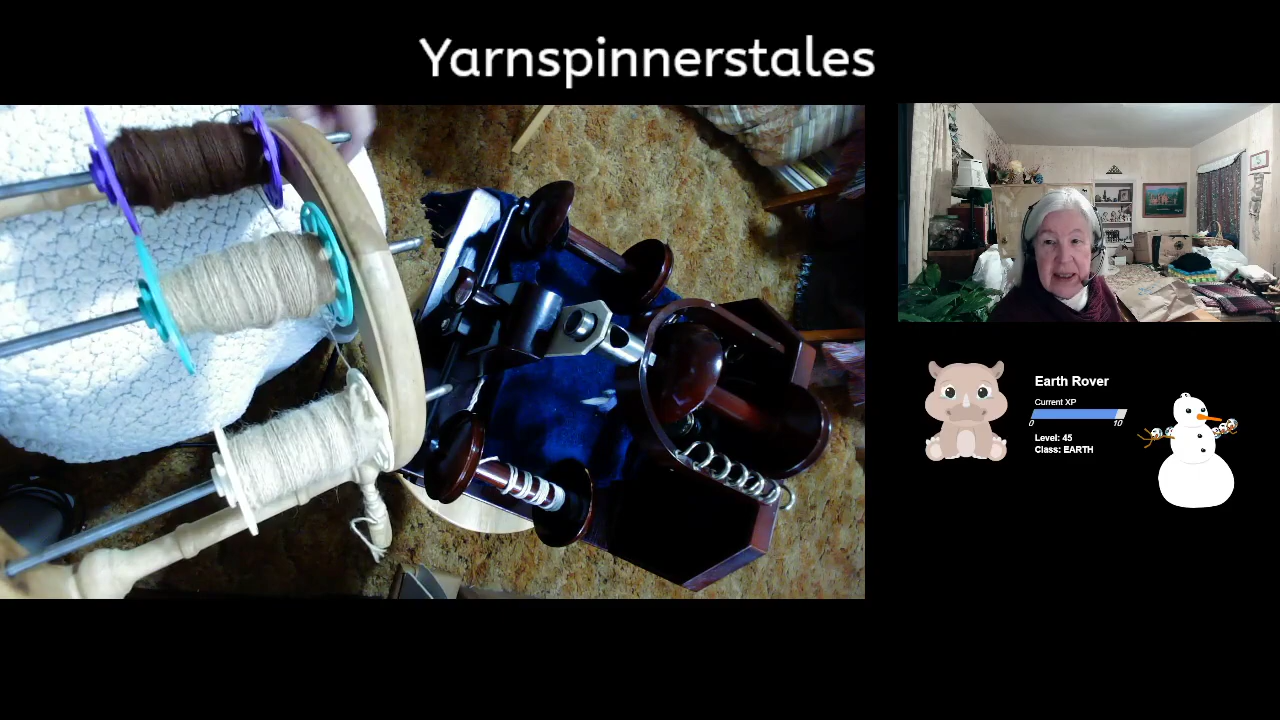 Yarnspinnerstales
Earth Rover
Current XP
0 10
Level: 45
Class: EARTH